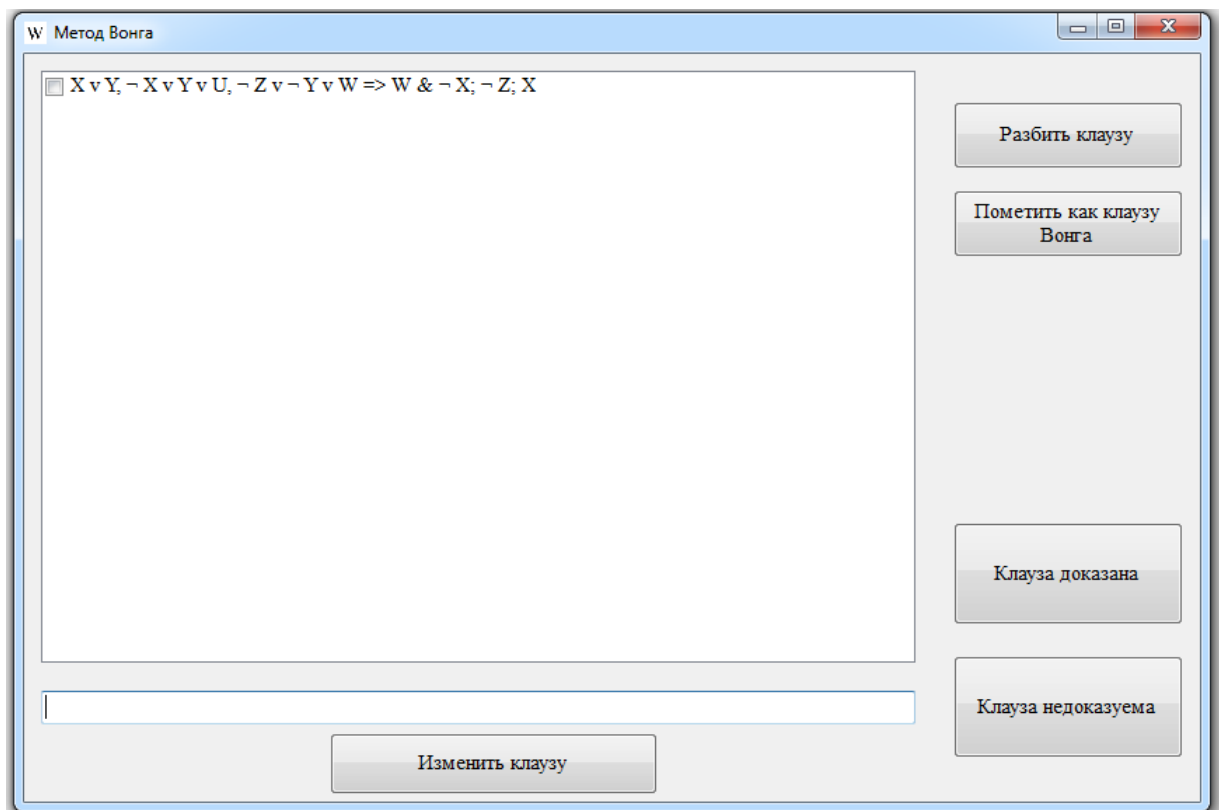 W Метод Вонга
X v Y, ¬ X v Y v U, ¬ Z v ¬ Y v W => W & ¬ X; ¬ Z; X
Разбить клаузу
Пометить как клаузу
Вонга
Клауза доказана
Клауза недоказуема
Изменить клаузу